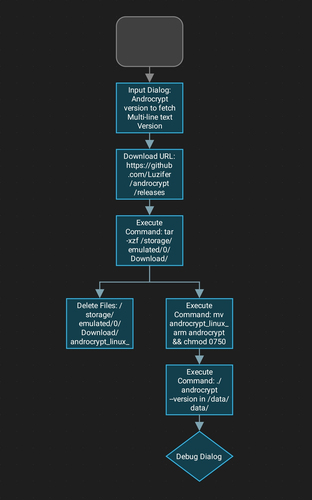 Input Dialog:
Androcrypt
version to fetch
Multi-line text
Version
Download URL:
https://github
.com/Luzifer
/androcrypt
/releases
Execute
Command: tar
-xzf /storage/
emulated/0/
Download/
Delete Files: /
storage/
emulated/0/
Download/
androcrypt_linux_
Execute
Command: mv
androcrypt_linux_
arm androcrypt
&& chmod 0750
Execute
Command: ./
androcrypt
--version in /data/
data/
Debug Dialog